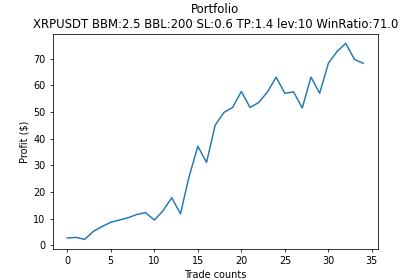 Portfolio
XRPUSDT BBM:2.5 BBL:200 SL:0.6 TP:1.4 lev:10 WinRatio:71.0
70
60
50
40
30
20
10
0
Profit ($)
0 5 10 15 20 25 30 35
Trade counts